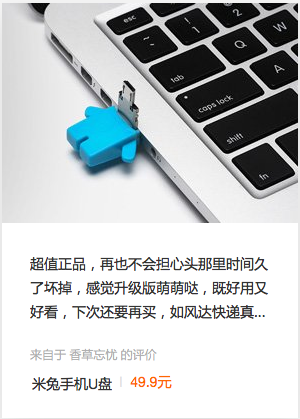 esc
~
`
!
1
@
2
tab
Q
W
caps lock
A
shift
Z
fn
超值正品，再也不会担心头那里时间久
了坏掉，感觉升级版萌萌哒，既好用又
好看，下次还要再买，如风达快递真...
来自于 香草忘忧 的评价
米兔手机U盘 | 49.9元